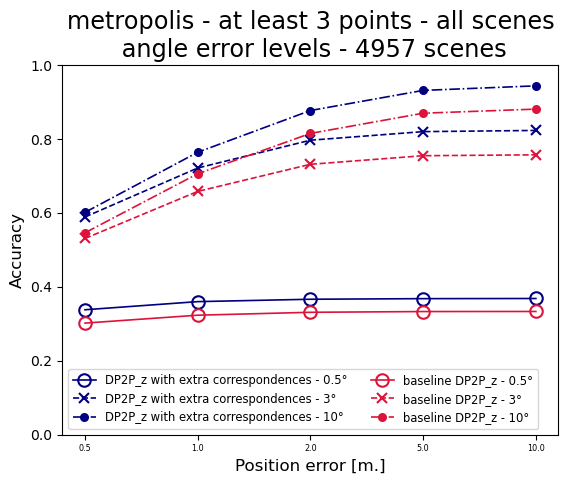 metropolis - at least 3 points - all scenes
angle error levels - 4957 scenes
1.0
0.8
0.6
0.4
0.2
0.0
Accuracy
DP2P_z with extra correspondences - 0.5°
DP2P_z with extra correspondences - 3°
DP2P_z with extra correspondences - 10°
baseline DP2P_z - 0.5°
baseline DP2P_z - 3°
baseline DP2P_z - 10°
0.5 1.0 2.0 5.0 10.0
Position error [m.]